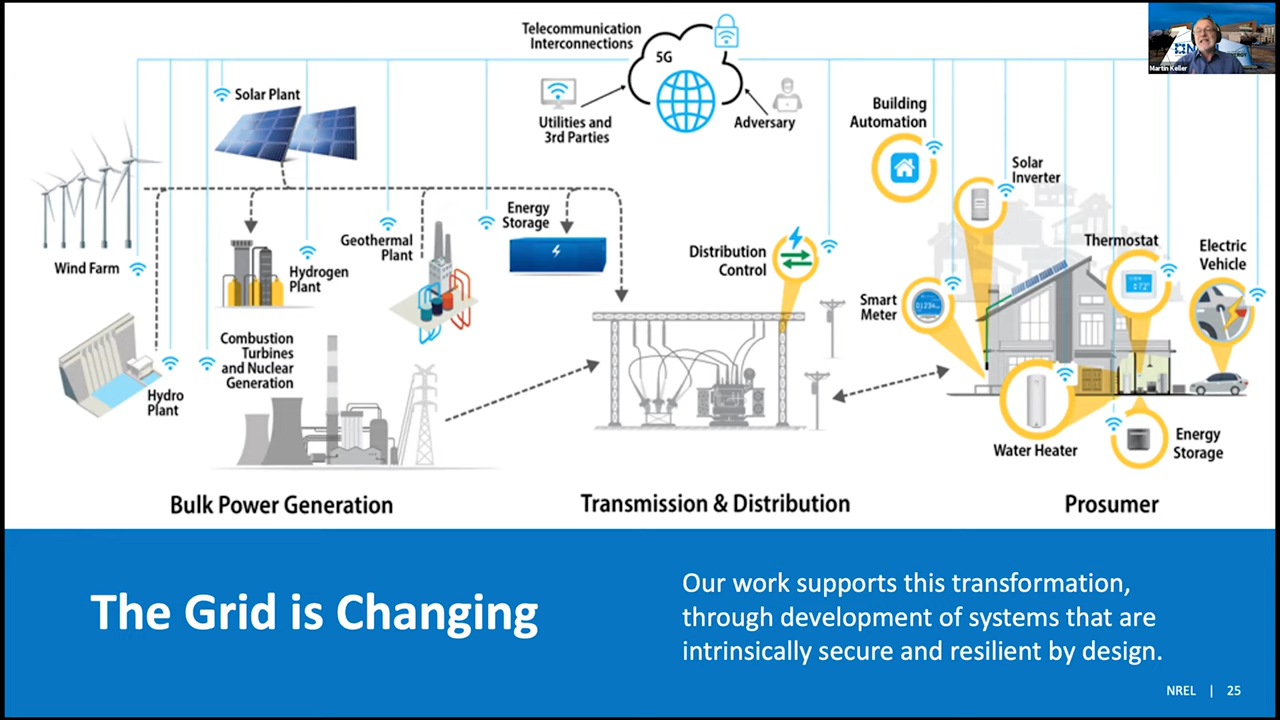 Telecommunication
Interconnections
5G
Utilities and
3rd Parties
Adversary
Martin Keller
Solar Plant
Wind Farm
Hydrogen
Plant
Geothermal
Plant
Energy
Storage
Hydro
Plant
Combustion
Turbines
and Nuclear
Generation
Distribution
Control
Building
Automation
Solar
Inverter
Thermostat
Electric
Vehicle
Smart
Meter
Water Heater
Energy
Storage
Bulk Power Generation
Transmission & Distribution
Prosumer
The Grid is Changing
Our work supports this transformation,
through development of systems that are
intrinsically secure and resilient by design.
NREL | 25